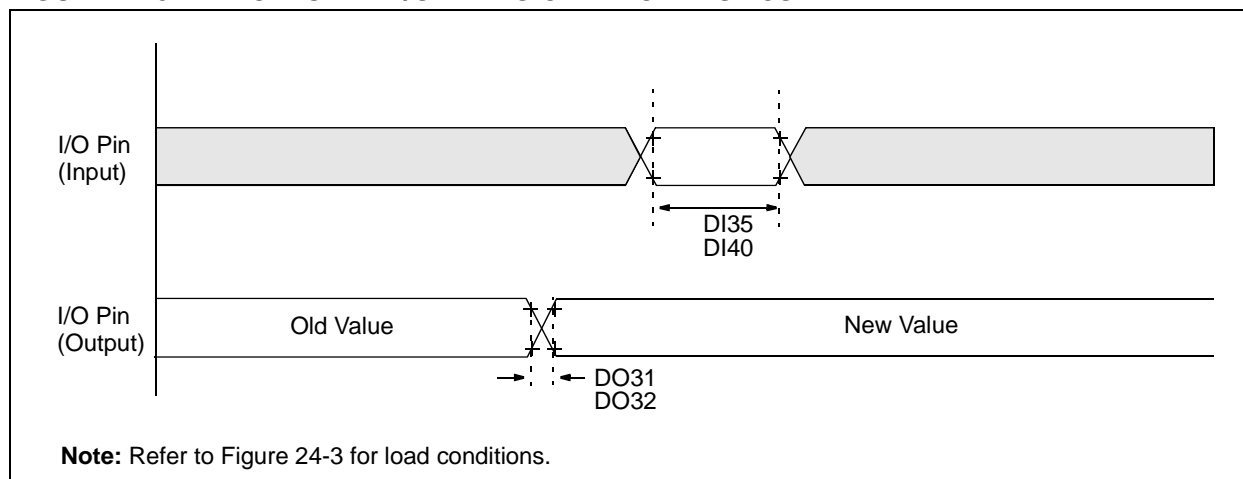 I/O Pin
(Input)
DI35
DI40
I/O Pin
(Output)
Old Value
New Value
DO31
DO32
Note: Refer to Figure 24-3 for load conditions.